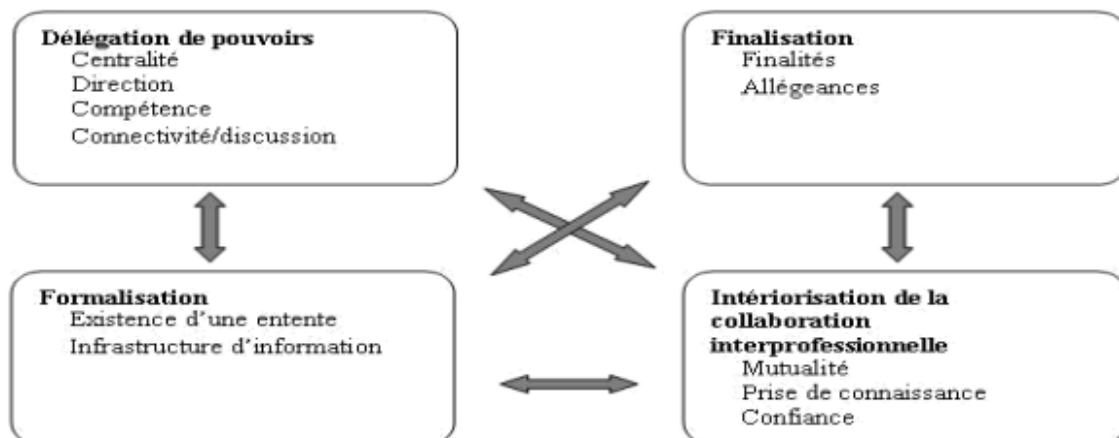 Délégation de pouvoirs
Centralité
Direction
Compétence
Connectivité/discussion
Finalisation
Finalités
Allégeances
Formalisation
Existence d'une entente
Infrastructure d'information
Intériorisation de la
collaboration
interprofessionnelle
Mutualité
Prise de connaissance
Confiance